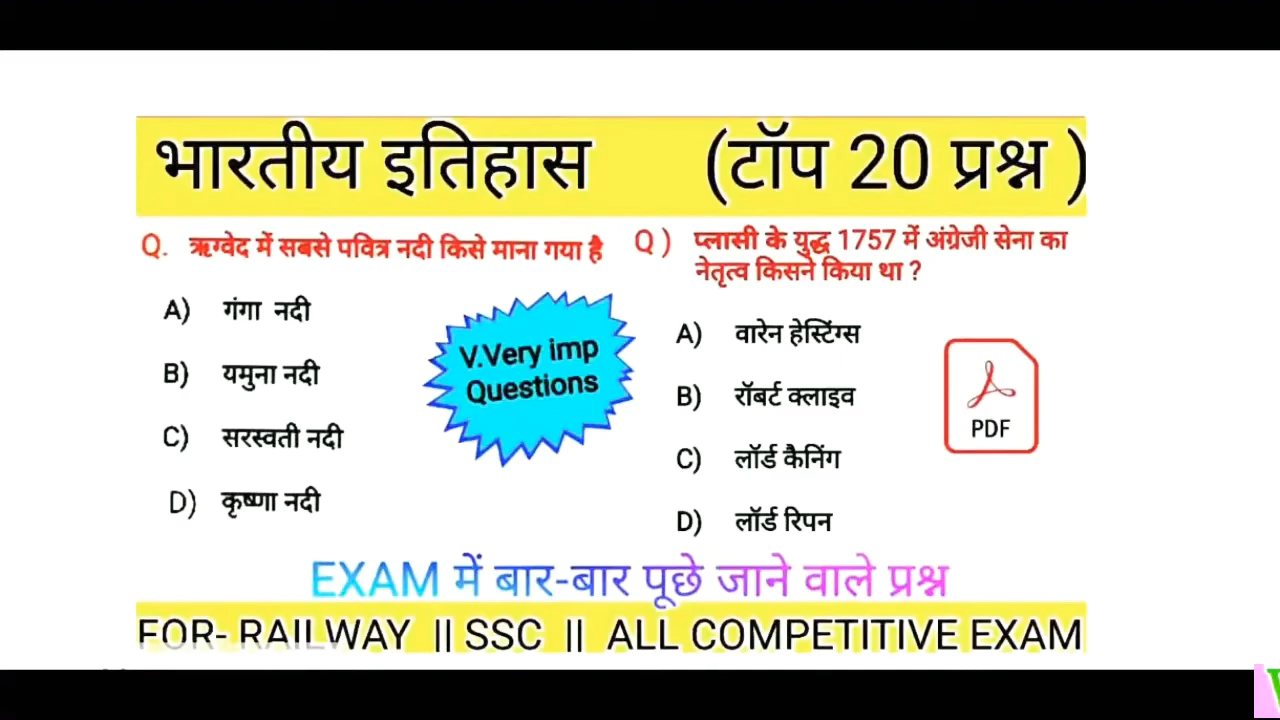 भारतीय इतिहास (टॉप 20 प्रश्न )
Q. ऋग्वेद में सबसे पवित्र नदी किसे माना गया है
A) गंगा नदी
B) यमुना नदी
C) सरस्वती नदी
D) कृष्णा नदी
V.Very imp
Questions
Q ) प्लासी के युद्ध 1757 में अंग्रेजी सेना का
नेतृत्व किसने किया था ?
A) वारेन हेस्टिंग्स
B) रॉबर्ट क्लाइव
C) लॉर्ड कैनिंग
D) लॉर्ड रिपन
PDF
EXAM में बार-बार पूछे जाने वाले प्रश्न
FOR- RAILWAY || SSC || ALL COMPETITIVE EXAM